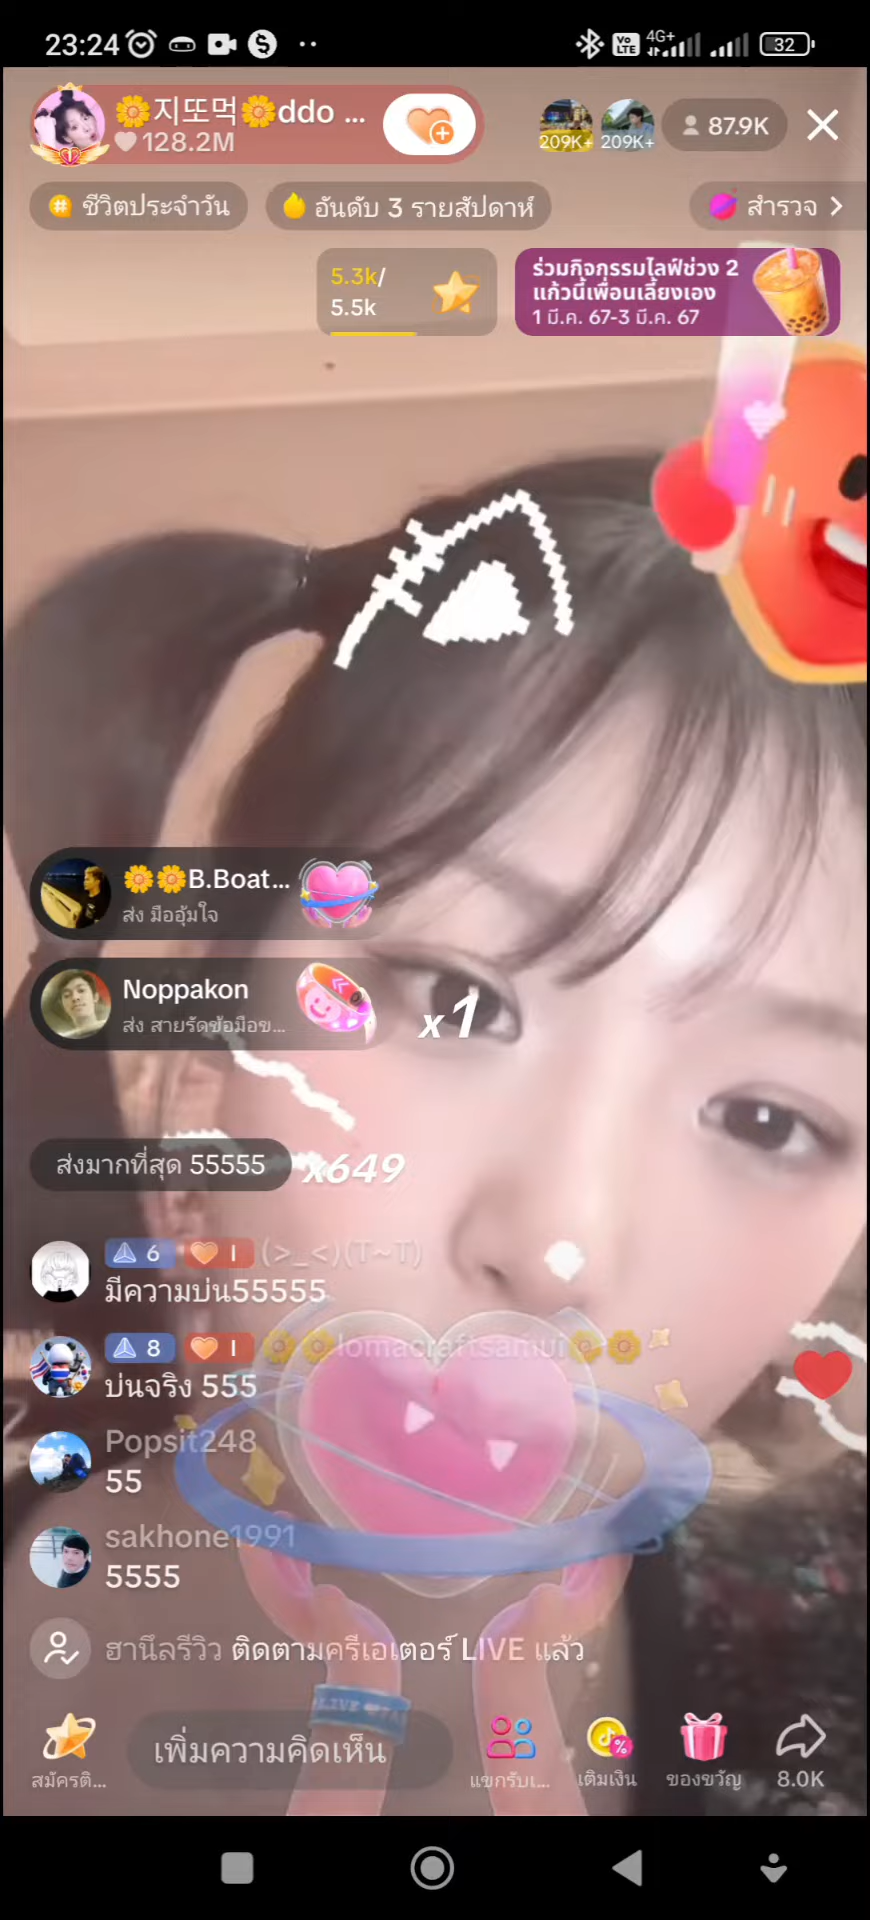 23:24
4G+
Vo LTE
32
🌼지또먹🌼ddo ...
128.2M
209K+
209K+
87.9K
ชีวิตประจำวัน
อันดับ 3 รายสัปดาห์
สำรวจ
5.3k/
5.5k
ร่วมกิจกรรมไลฟ์ช่วง 2
แก้วนี้เพื่อนเลี้ยงเอง
1 มี.ค. 67-3 มี.ค. 67
🌼🌼B.Boat...
ส่ง มืออุ้มใจ
Noppakon
ส่ง สายรัดข้อมือข...
x1
ส่งมากที่สุด 55555
x649
6
I
(>_<)(T~T)
มีความบ่น55555
8
I
🌼🌼lomacraftsamui🌼🌼
บ่นจริง 555
Popsit248
55
sakhone1991
5555
ฮานึลรีวิว ติดตามครีเอเตอร์ LIVE แล้ว
สมัครติ...
เพิ่มความคิดเห็น
แขกรับเ...
เติมเงิน
ของขวัญ
8.0K